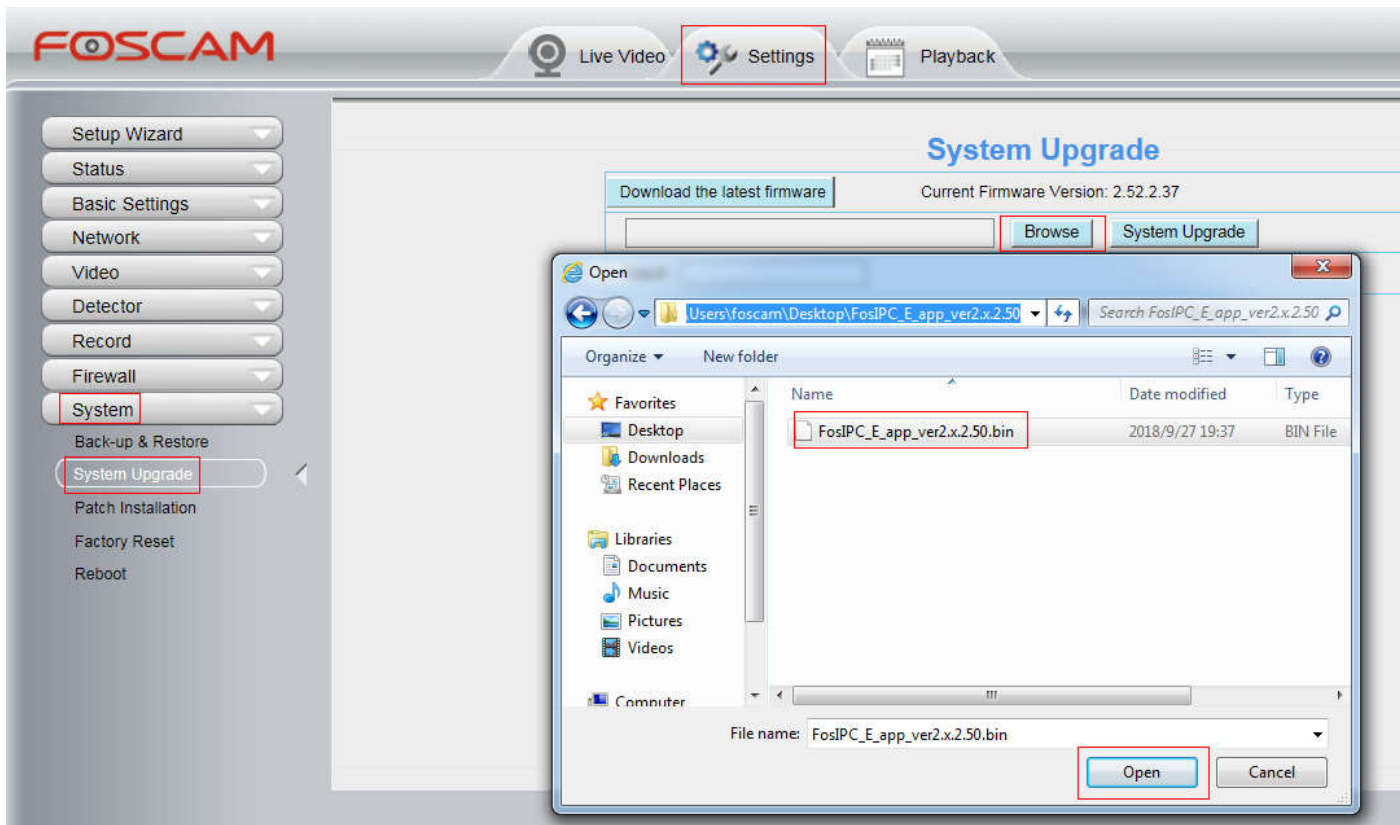 FOSCAM
Live Video
Settings
Playback
Setup Wizard
Status
Basic Settings
Network
Video
Detector
Record
Firewall
System
Back-up & Restore
System Upgrade
Patch Installation
Factory Reset
Reboot
System Upgrade
Download the latest firmware Current Firmware Version: 2.52.2.37
Browse System Upgrade
Open
\Users\foscam\Desktop\FosIPC_E_app_ver2.x.2.50 Search FosIPC_E_app_ver2.x.2.50
Organize New folder
Favorites
Desktop
Downloads
Recent Places
Libraries
Documents
Music
Pictures
Videos
Computer
Name Date modified Type
FosIPC_E_app_ver2.x.2.50.bin 2018/9/27 19:37 BIN File
File name: FosIPC_E_app_ver2.x.2.50.bin
Open Cancel